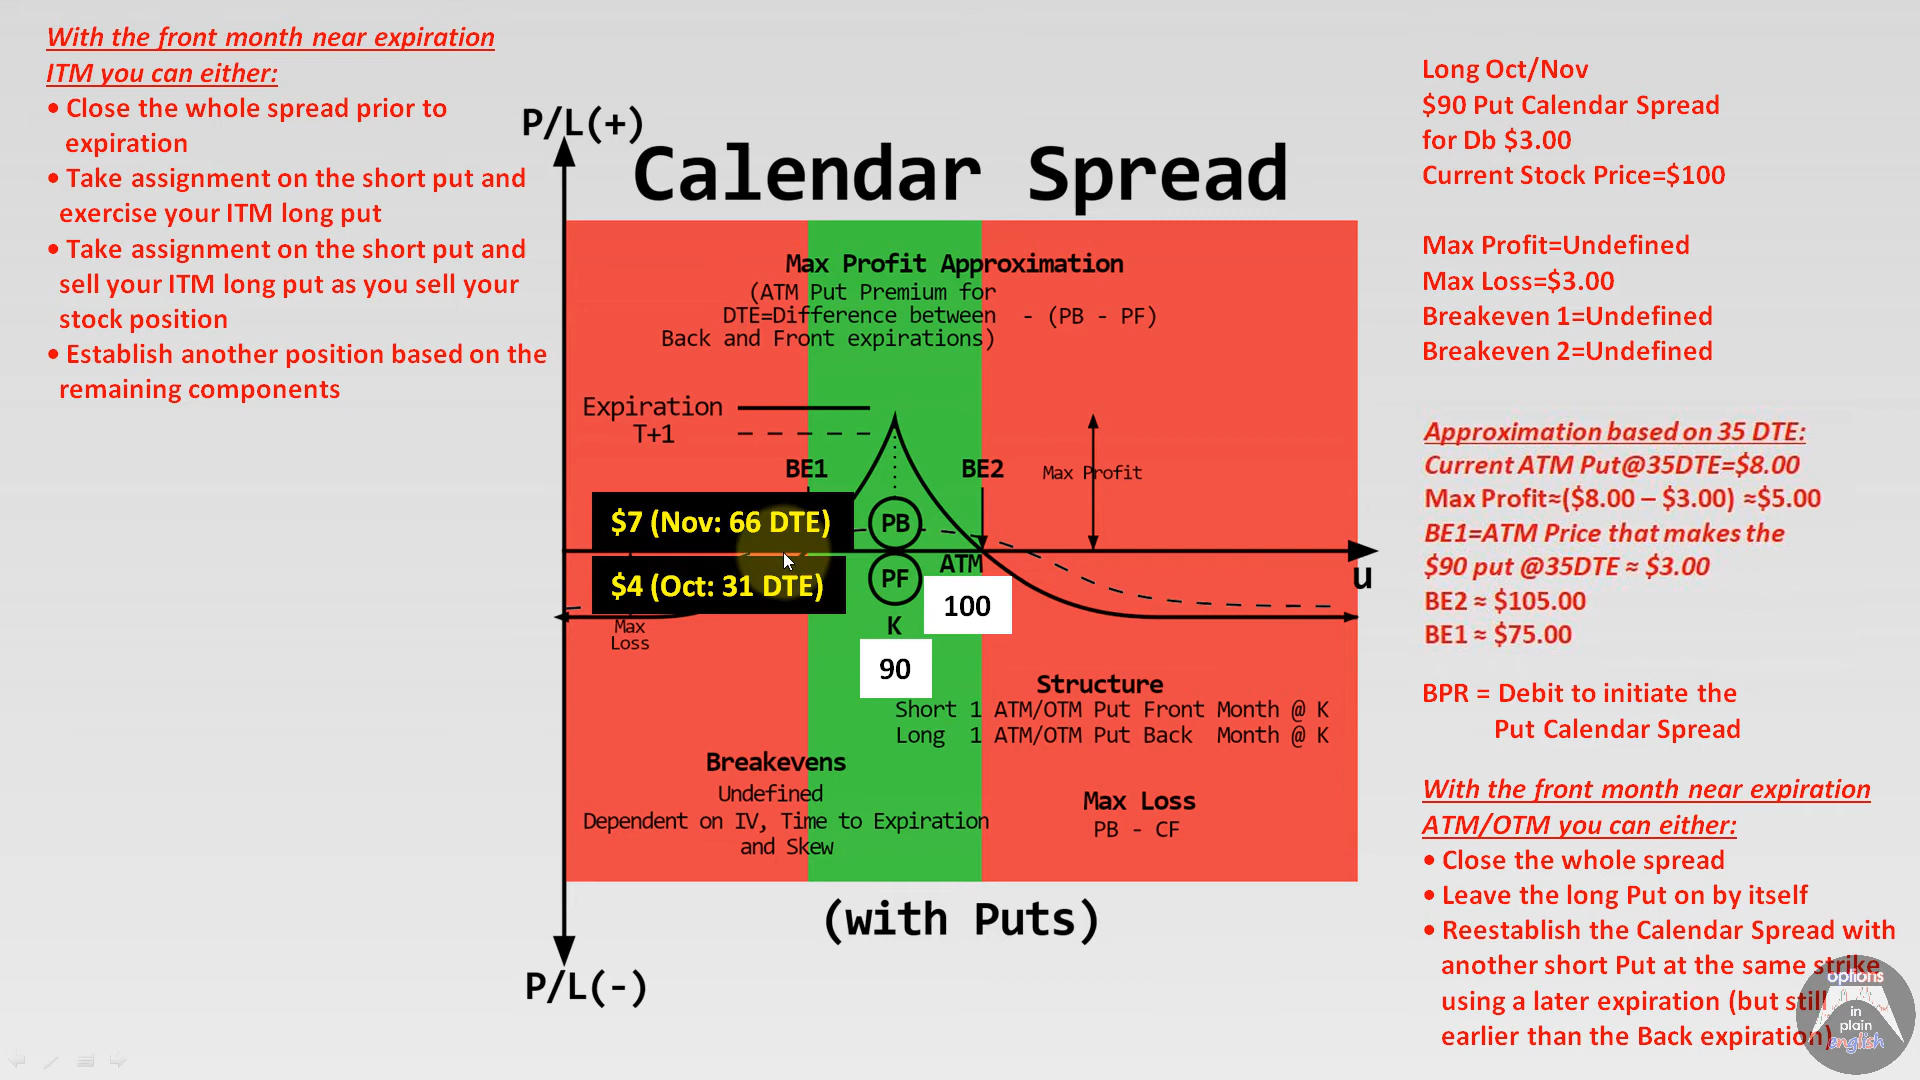 With the front month near expiration
ITM you can either:
• Close the whole spread prior to
expiration
• Take assignment on the short put and
exercise your ITM long put
• Take assignment on the short put and
sell your ITM long put as you sell your
stock position
• Establish another position based on the
remaining components
P/L(+)
Calendar Spread
Max Profit Approximation
(ATM Put Premium for
DTE=Difference between - (PB - PF)
Back and Front expirations)
Expiration
T+1
BE1
BE2
Max Profit
$7 (Nov: 66 DTE)
PB
$4 (Oct: 31 DTE)
PF
ATM
u
100
K
Max
Loss
90
Structure
Short 1 ATM/OTM Put Front Month @ K
Long 1 ATM/OTM Put Back Month @ K
Breakevens
Undefined
Dependent on IV, Time to Expiration
and Skew
Max Loss
PB - CF
(with Puts)
P/L(-)
Long Oct/Nov
$90 Put Calendar Spread
for Db $3.00
Current Stock Price=$100
Max Profit=Undefined
Max Loss=$3.00
Breakeven 1=Undefined
Breakeven 2=Undefined
Approximation based on 35 DTE:
Current ATM Put@35DTE=$8.00
Max Profit≈($8.00 – $3.00) ≈$5.00
BE1=ATM Price that makes the
$90 put @35DTE ≈ $3.00
BE2 ≈ $105.00
BE1 ≈ $75.00
BPR = Debit to initiate the
Put Calendar Spread
With the front month near expiration
ATM/OTM you can either:
• Close the whole spread
• Leave the long Put on by itself
• Reestablish the Calendar Spread with
another short Put at the same strike
using a later expiration (but still
earlier than the Back expiration)
options
in
plain
english